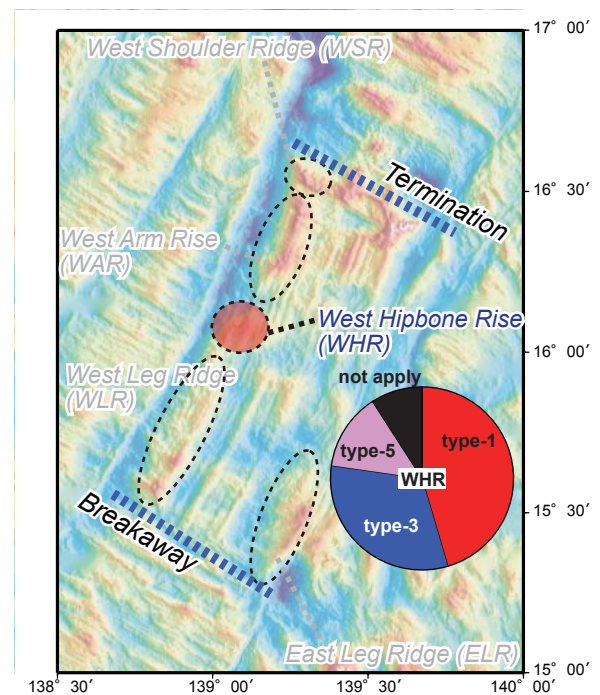 West Shoulder Ridge (WSR)
17° 00'
Termination
16° 30'
West Arm Rise
(WAR)
West Hipbone Rise
(WHR)
16° 00'
not apply
West Leg Ridge
(WLR)
type-1
type-5
WHR
type-3
15° 30'
Breakaway
East Leg Ridge (ELR)
15° 00'
138° 30' 139° 00' 139° 30' 140° 00'